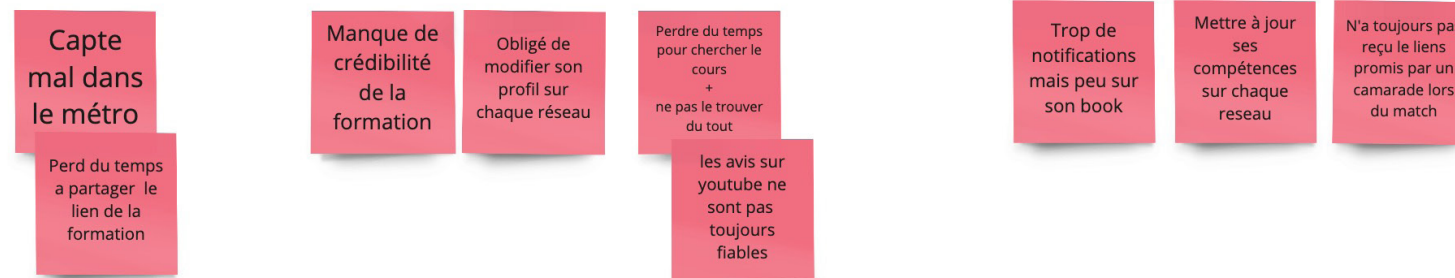 Capte
mal dans
le métro
Perd du temps
a partager le
lien de la
formation
Manque de
crédibilité
de la
formation
Obligé de
modifier son
profil sur
chaque réseau
Perdre du temps
pour chercher le
cours
+
ne pas le trouver
du tout
les avis sur
youtube ne
sont pas
toujours
fiables
Trop de
notifications
mais peu sur
son book
Mettre à jour
ses
compétences
sur chaque
reseau
N'a toujours pa
reçu le liens
promis par un
camarade lors
du match